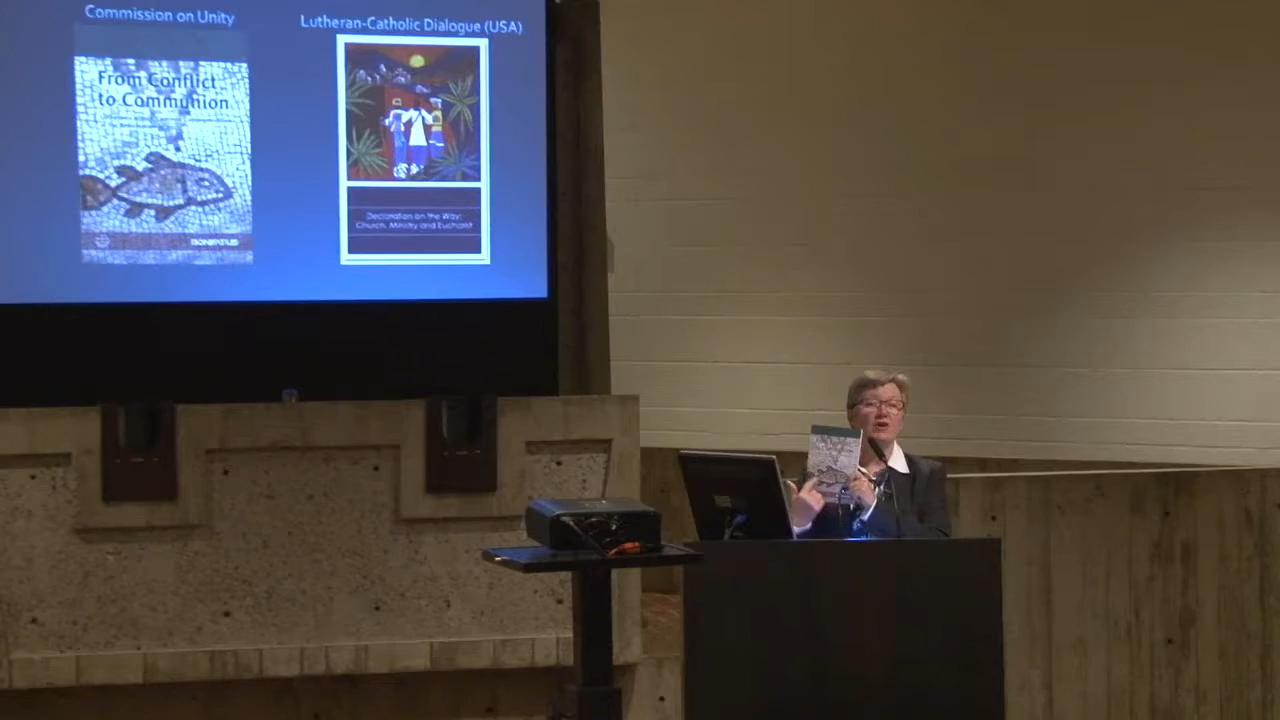 Commission on Unity
From Conflict
to Communion
BONIFATIUS
Lutheran-Catholic Dialogue (USA)
Declaration on the Way:
Church, Ministry and Eucharist